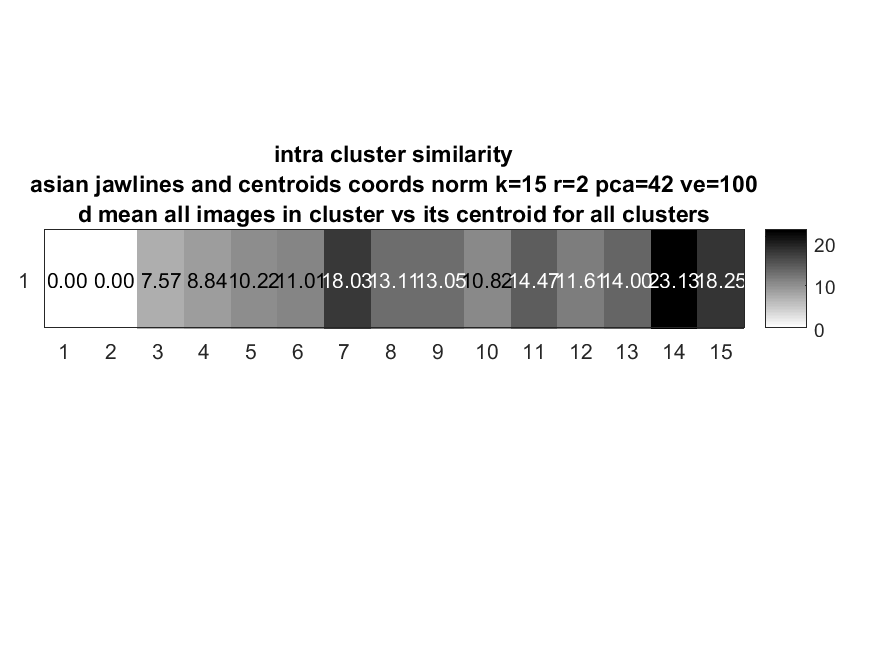 intra cluster similarity
asian jawlines and centroids coords norm k=15 r=2 pca=42 ve=100
d mean all images in cluster vs its centroid for all clusters
1 0.00 0.00 7.57 8.84 10.22 11.01 18.03 13.11 13.05 10.82 14.47 11.61 14.00 23.13 18.25
1 2 3 4 5 6 7 8 9 10 11 12 13 14 15
20
10
0